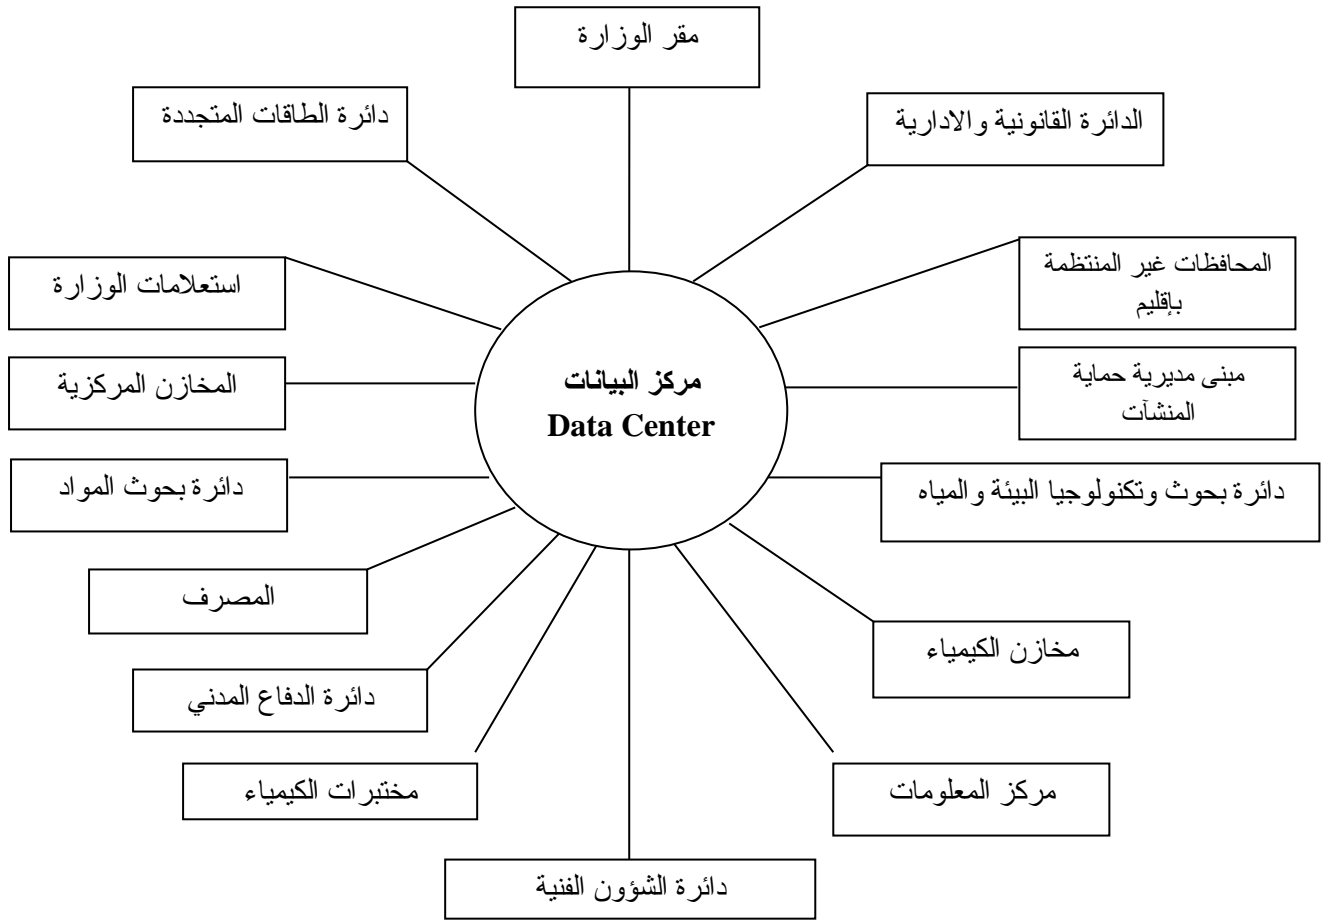 مقر الوزارة
دائرة الطاقات المتجددة
الدائرة القانونية والادارية
المحافظات غير المنتظمة
بإقليم
استعلامات الوزارة
مبنى مديرية حماية
المنشآت
المخازن المركزية
مركز البيانات
Data Center
دائرة بحوث وتكنولوجيا البيئة والمياه
دائرة بحوث المواد
المصرف
مخازن الكيمياء
دائرة الدفاع المدني
مختبرات الكيمياء
مركز المعلومات
دائرة الشؤون الفنية